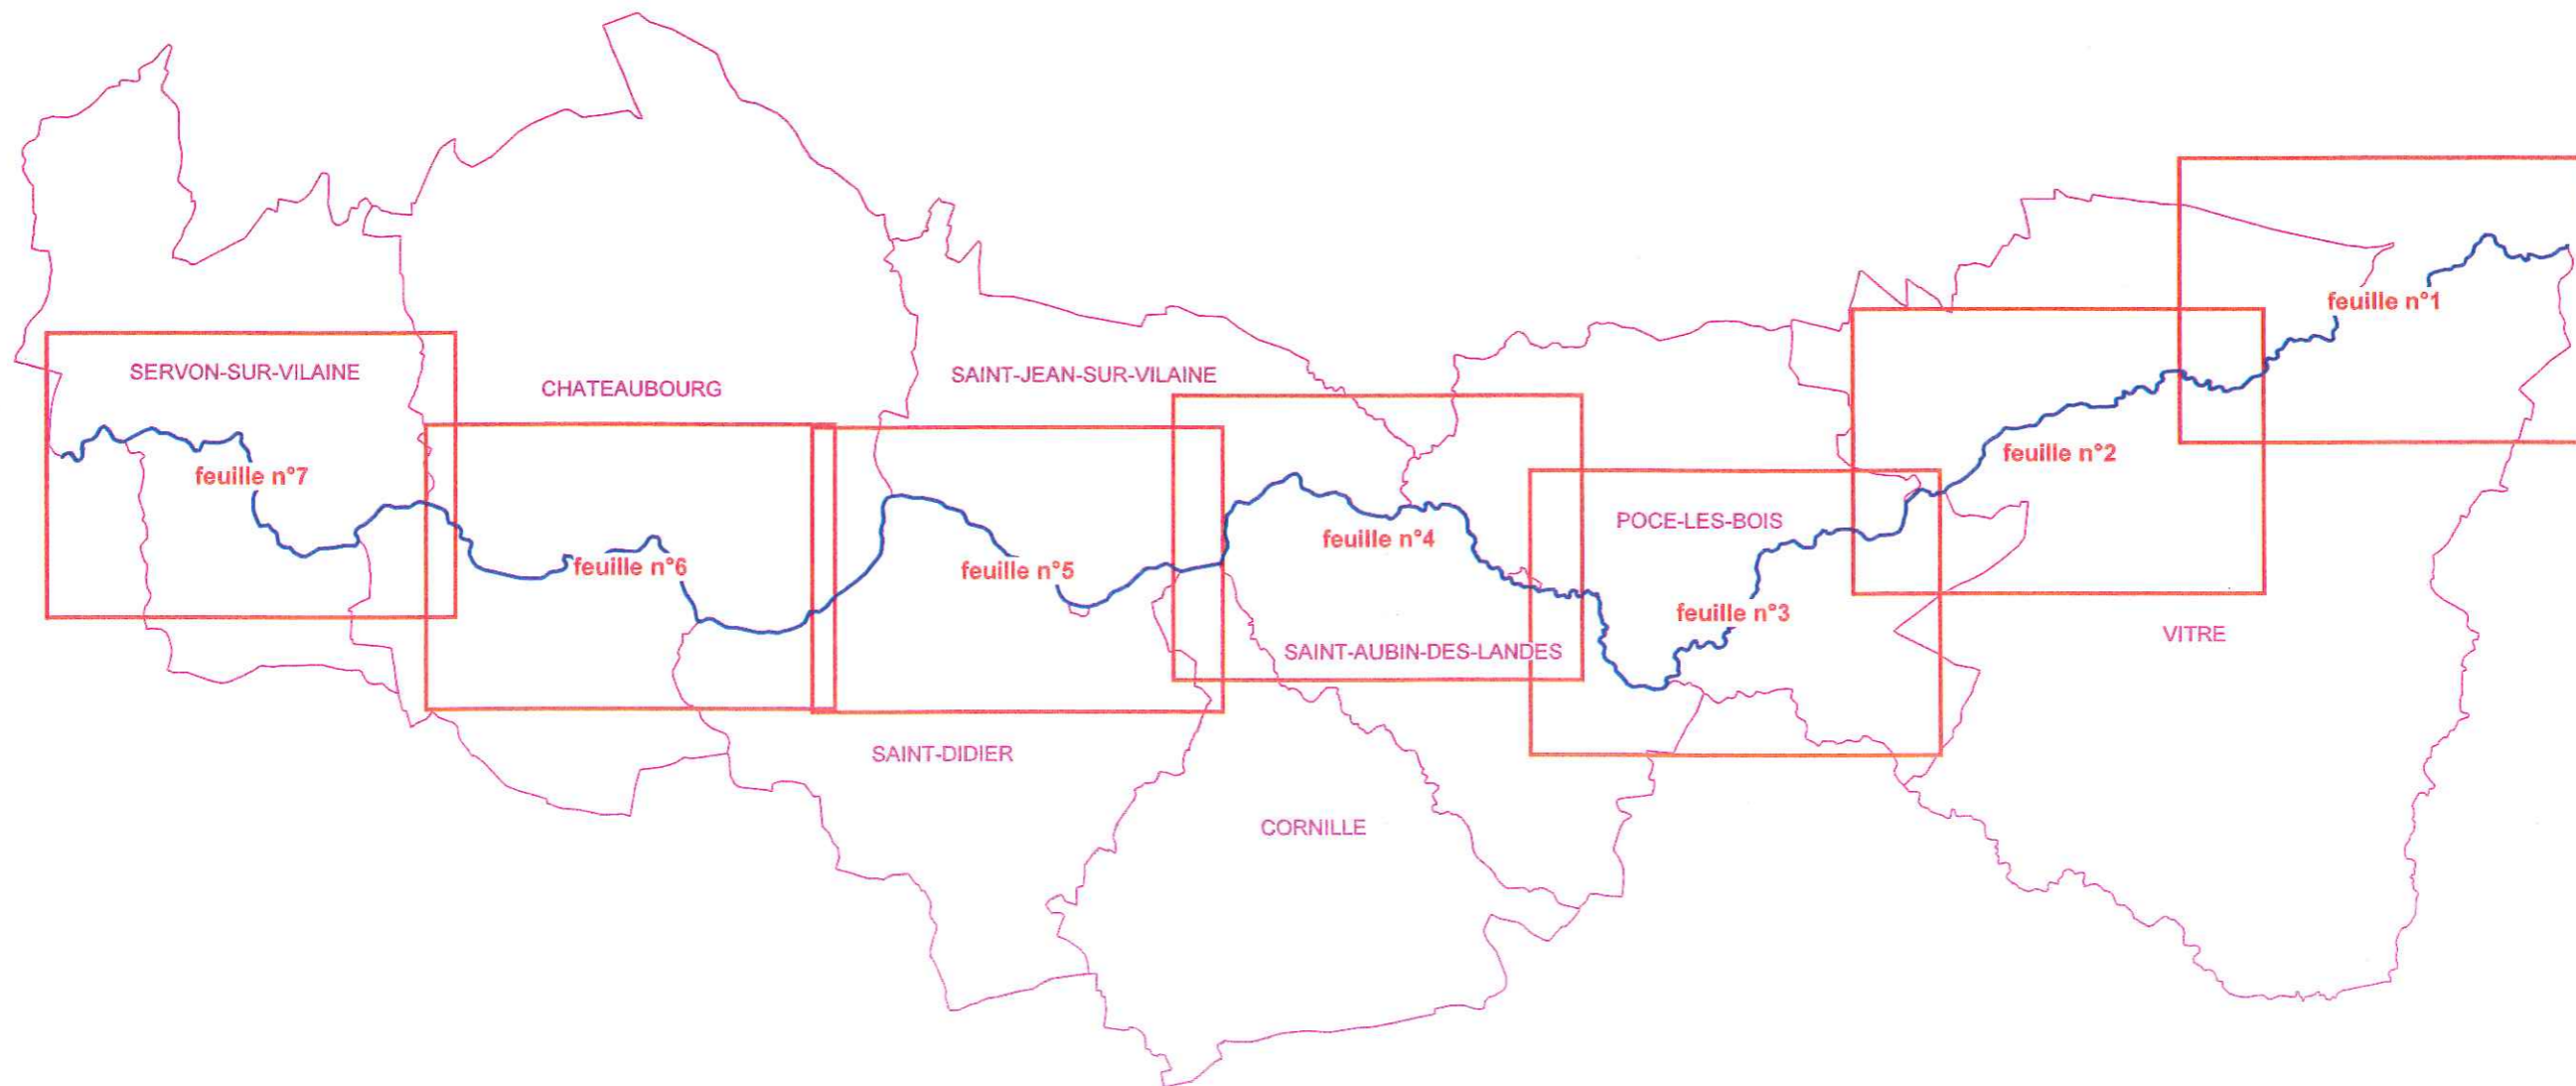 feuille n°1
SERVON-SUR-VILAINE
CHATEAUBOURG
SAINT-JEAN-SUR-VILAINE
feuille n°2
feuille n°7
POCE-LES-BOIS
feuille n°4
feuille n°6
feuille n°5
feuille n°3
VITRE
SAINT-AUBIN-DES-LANDES
SAINT-DIDIER
CORNILLE